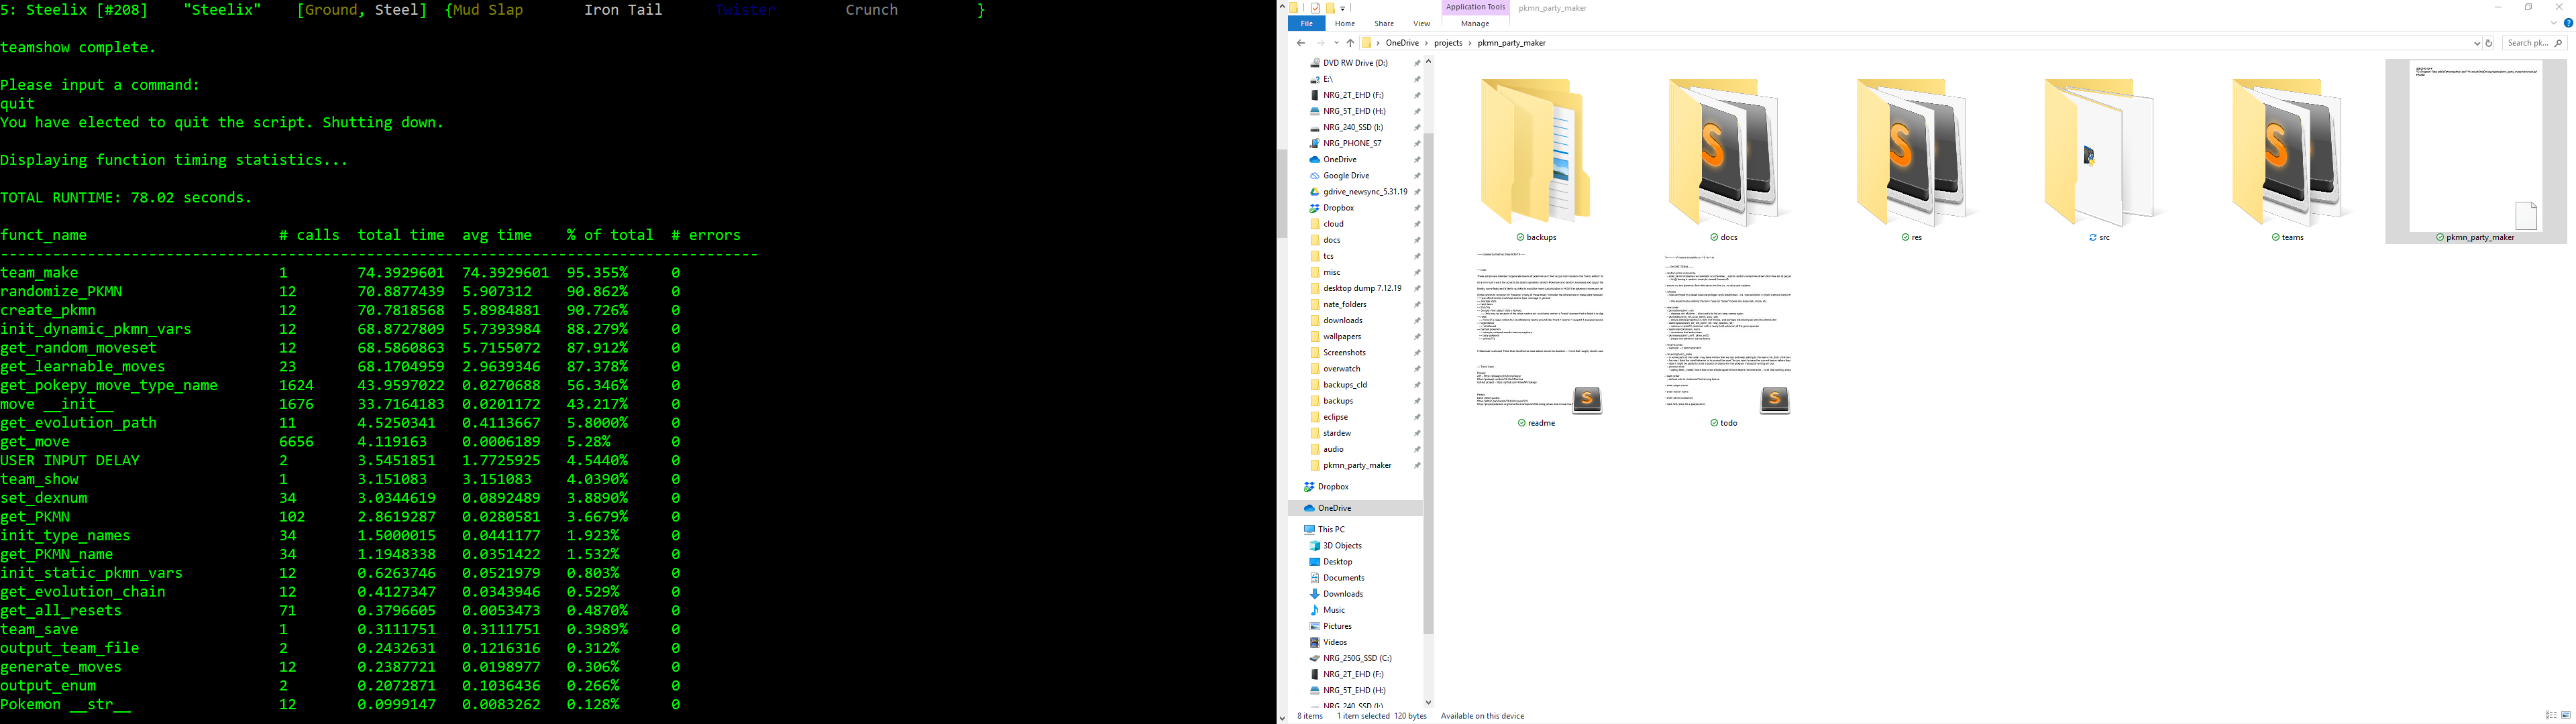 5: Steelix [#208]    "Steelix"    [Ground, Steel]  {Mud Slap       Iron Tail      Twister        Crunch         }
teamshow complete.
Please input a command:
quit
You have elected to quit the script. Shutting down.
Displaying function timing statistics...
TOTAL RUNTIME: 78.02 seconds.
funct_name                      # calls  total time  avg time    % of total  # errors
---------------------------------------------------------------------------------------
team_make                       1        74.3929601  74.3929601  95.355%     0
randomize_PKMN                  12       70.8877439  5.907312    90.862%     0
create_pkmn                     12       70.7818568  5.8984881   90.726%     0
init_dynamic_pkmn_vars          12       68.8727809  5.7393984   88.279%     0
get_random_moveset              12       68.5860863  5.7155072   87.912%     0
get_learnable_moves             23       68.1704959  2.9639346   87.378%     0
get_pokepy_move_type_name       1624     43.9597022  0.0270688   56.346%     0
move __init__                   1676     33.7164183  0.0201172   43.217%     0
get_evolution_path              11       4.5250341   0.4113667   5.8000%     0
get_move                        6656     4.119163    0.0006189   5.28%       0
USER INPUT DELAY                2        3.5451851   1.7725925   4.5440%     0
team_show                       1        3.151083    3.151083    4.0390%     0
set_dexnum                      34       3.0344619   0.0892489   3.8890%     0
get_PKMN                        102      2.8619287   0.0280581   3.6679%     0
init_type_names                 34       1.5000015   0.0441177   1.923%      0
get_PKMN_name                   34       1.1948338   0.0351422   1.532%      0
init_static_pkmn_vars           12       0.6263746   0.0521979   0.803%      0
get_evolution_chain             12       0.4127347   0.0343946   0.529%      0
get_all_resets                  71       0.3796605   0.0053473   0.4870%     0
team_save                       1        0.3111751   0.3111751   0.3989%     0
output_team_file                2        0.2432631   0.1216316   0.312%      0
generate_moves                  12       0.2387721   0.0198977   0.306%      0
output_enum                     2        0.2072871   0.1036436   0.266%      0
Pokemon __str__                 12       0.0999147   0.0083262   0.128%      0
Application Tools
pkmn_party_maker
File
Home
Share
View
Manage
OneDrive
projects
pkmn_party_maker
Search pk...
DVD RW Drive (D:)
E:\
NRG_2T_EHD (F:)
NRG_5T_EHD (H:)
NRG_240_SSD (I:)
NRG_PHONE_S7
OneDrive
Google Drive
gdrive_newsync_5.31.19
Dropbox
cloud
docs
tcs
misc
desktop dump 7.12.19
nate_folders
downloads
wallpapers
Screenshots
overwatch
backups_cld
backups
eclipse
stardew
audio
pkmn_party_maker
Dropbox
OneDrive
This PC
3D Objects
Desktop
Documents
Downloads
Music
Pictures
Videos
NRG_250G_SSD (C:)
NRG_2T_EHD (F:)
NRG_5T_EHD (H:)
NRG_240_SSD (I:)
backups
docs
res
src
teams
pkmn_party_maker
readme
todo
8 items
1 item selected  120 bytes
Available on this device